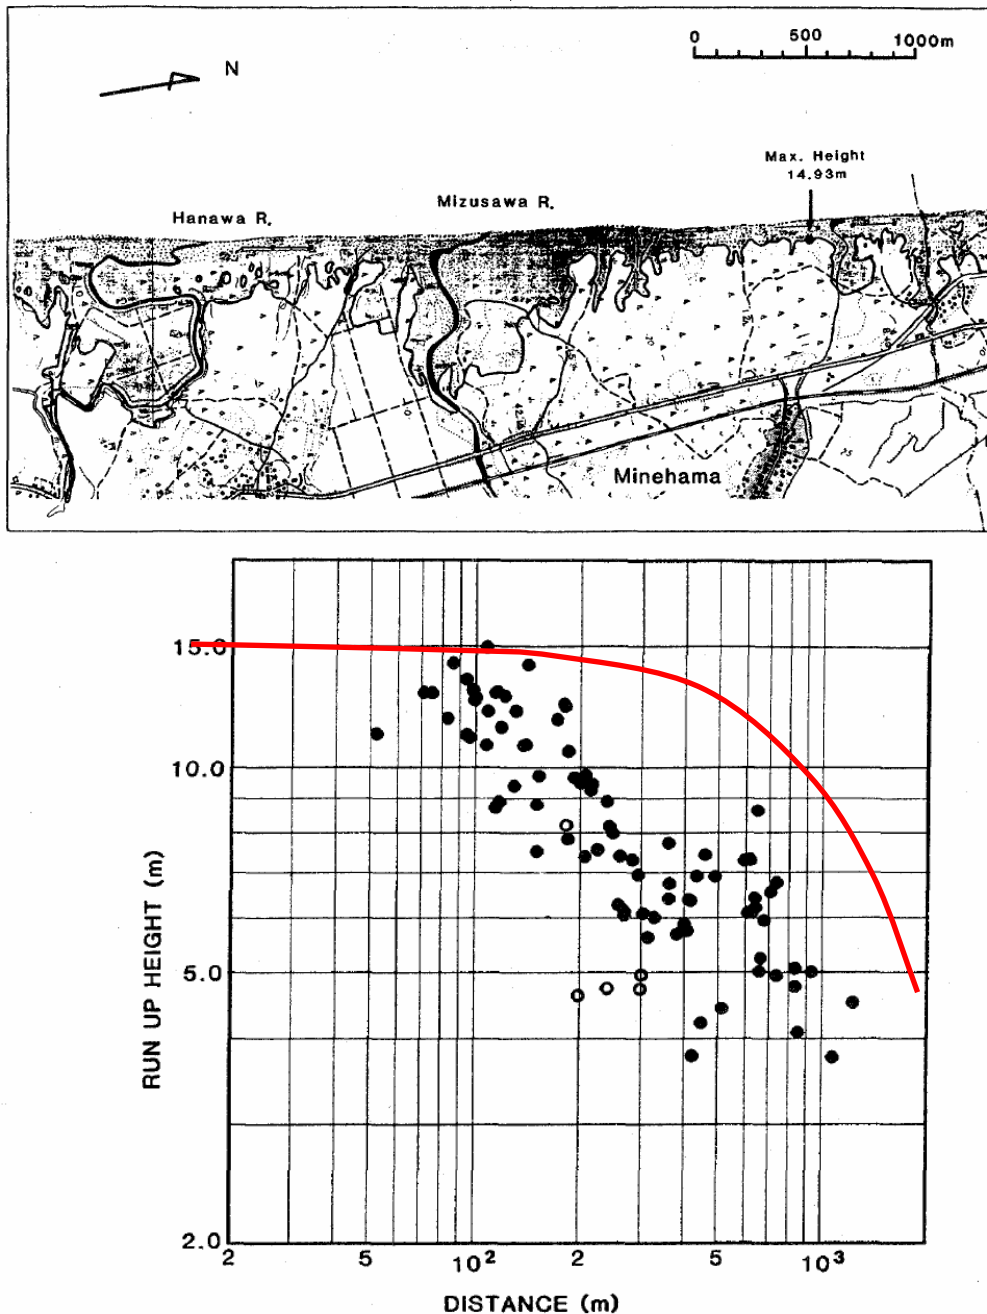 0 500 1000m
N
Max. Height
14.93m
Mizusawa R.
Hanawa R.
Minehama
35
15.0
10.0
5.0
2.0
RUN UP HEIGHT (m)
2 5 10² 2 5 10³
DISTANCE (m)